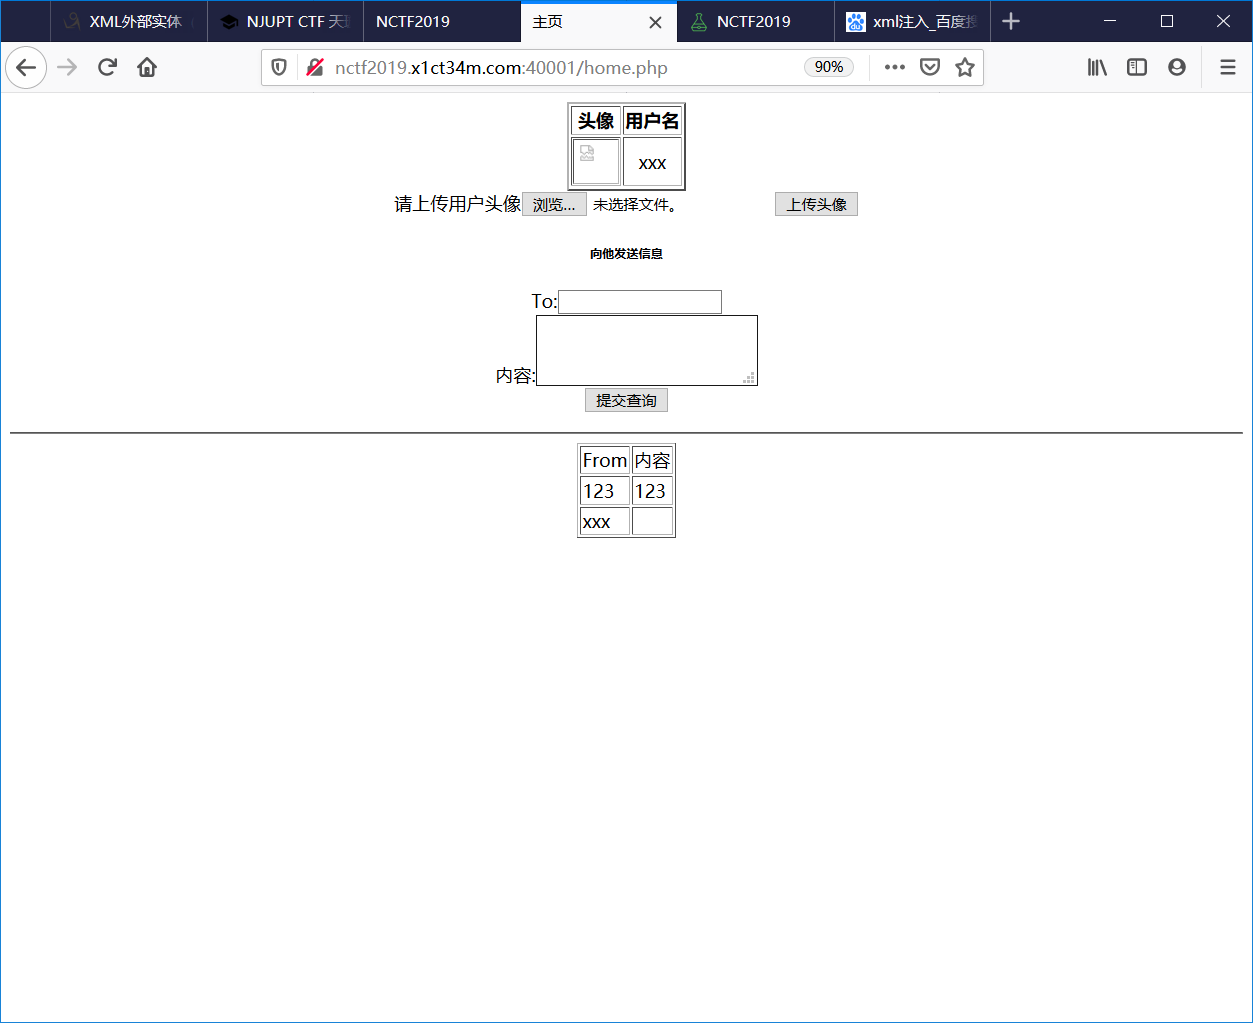 XML外部实体
NJUPT CTF 天
NCTF2019
主页
NCTF2019
xml注入_百度搜
nctf2019.x1ct34m.com:40001/home.php
90%
头像 用户名
xxx
请上传用户头像 浏览... 未选择文件。 上传头像
向他发送信息
To:
内容:
提交查询
From 内容
123 123
xxx